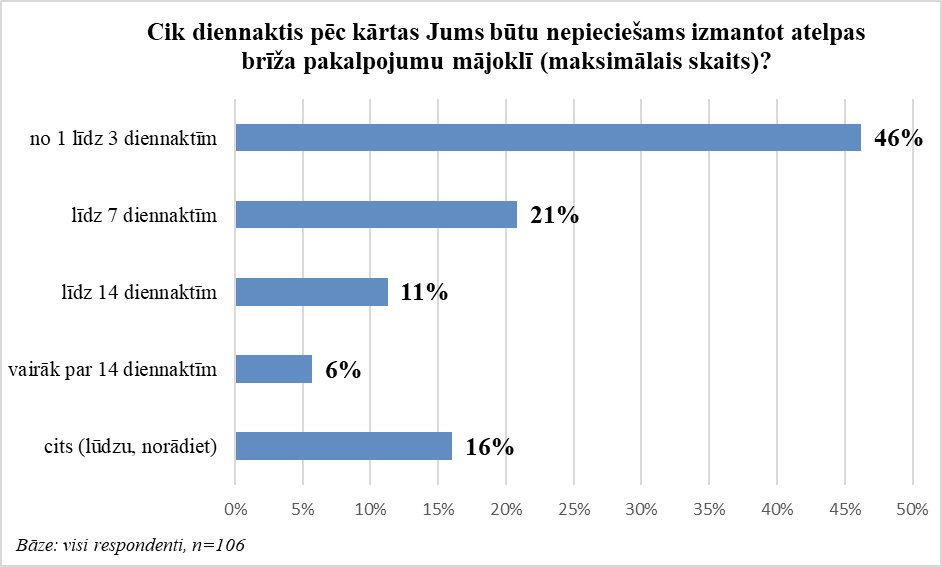 Cik diennaktis pēc kārtas Jums būtu nepieciešams izmantot atelpas
brīža pakalpojumu mājoklī (maksimālais skaits)?
no 1 līdz 3 diennaktīm
46%
līdz 7 diennaktīm
21%
līdz 14 diennaktīm
11%
vairāk par 14 diennaktīm
6%
cits (lūdzu, norādiet)
16%
0% 5% 10% 15% 20% 25% 30% 35% 40% 45% 50%
Bāze: visi respondenti, n=106